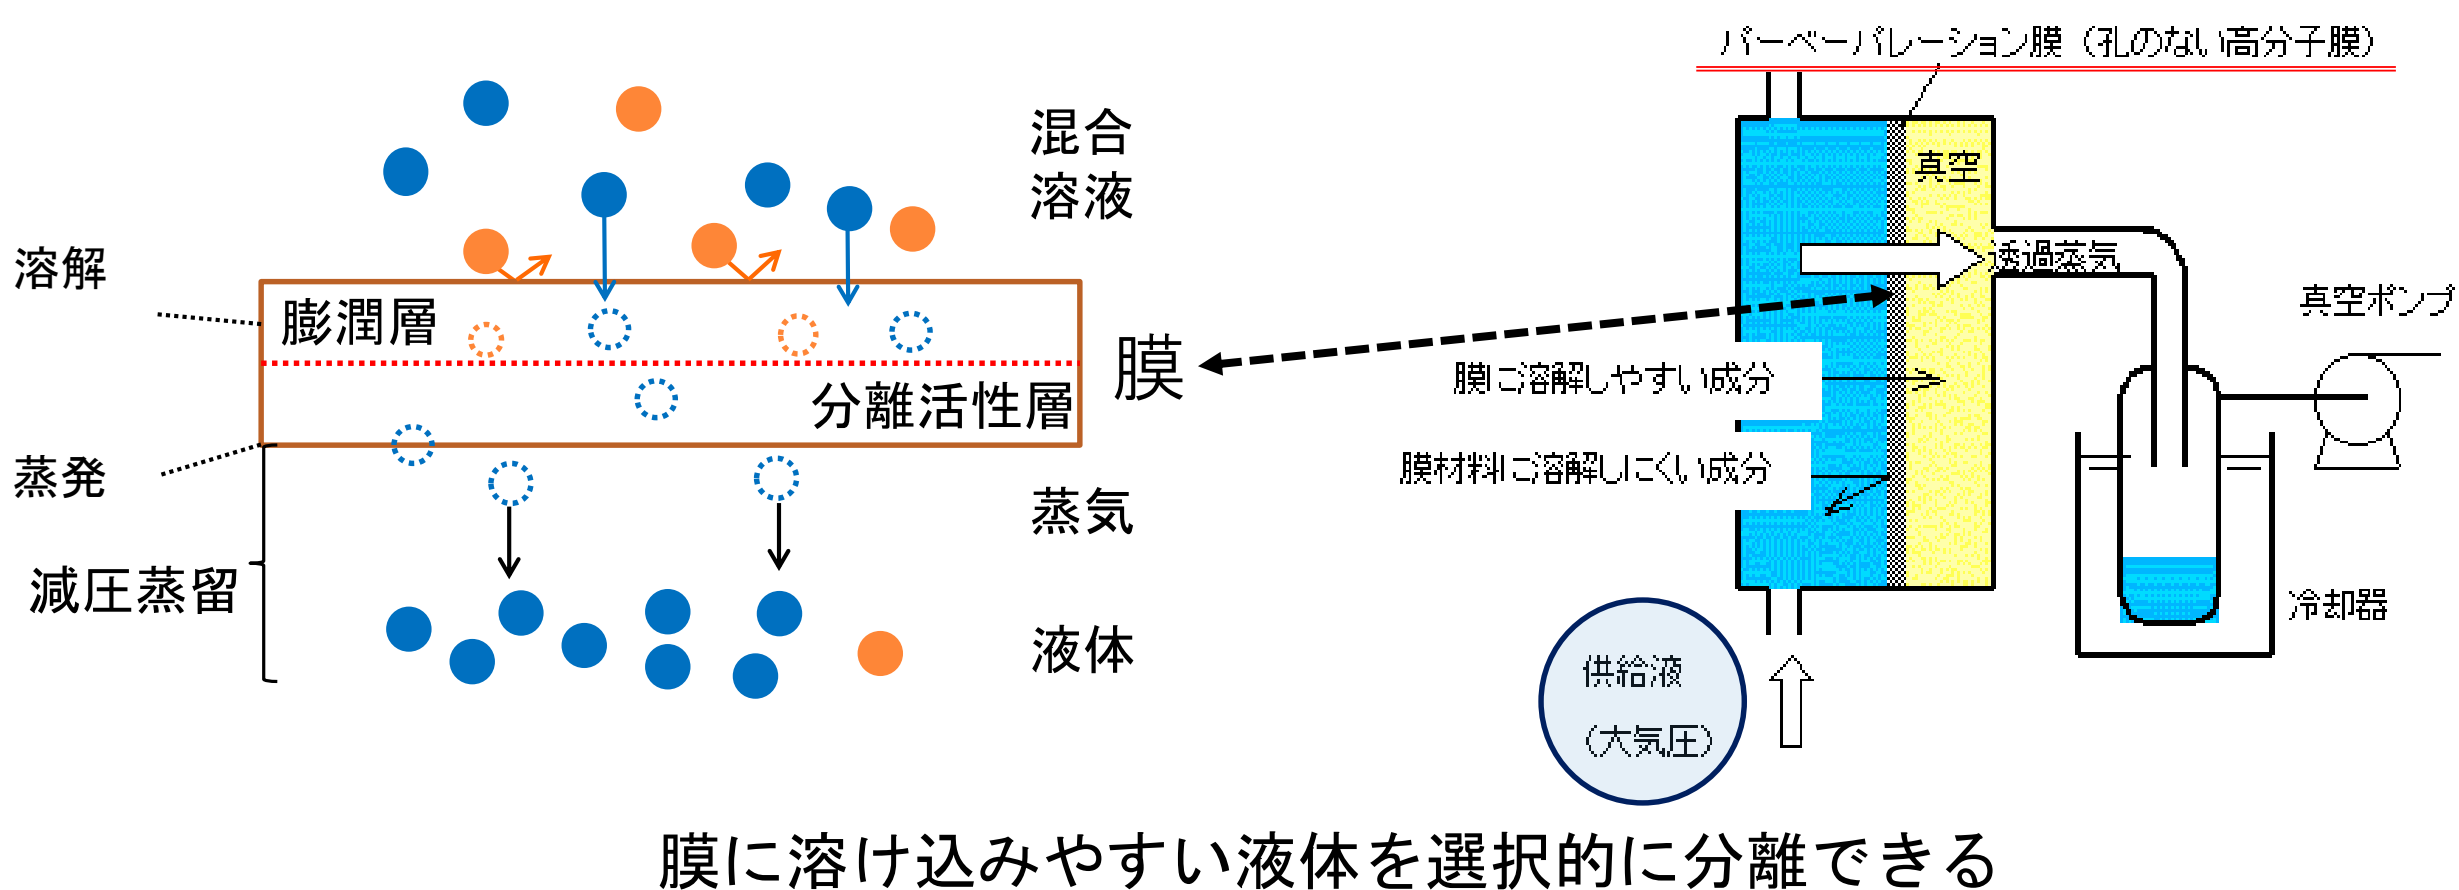 パーベーパレーション膜（孔のない高分子膜）
混合
溶液
真空
溶解
膨潤層
透過蒸気
真空ポンプ
膜
膜に溶解しやすい成分
分離活性層
蒸発
膜材料に溶解しにくい成分
蒸気
減圧蒸留
冷却器
液体
供給液
（大気圧）
膜に溶け込みやすい液体を選択的に分離できる